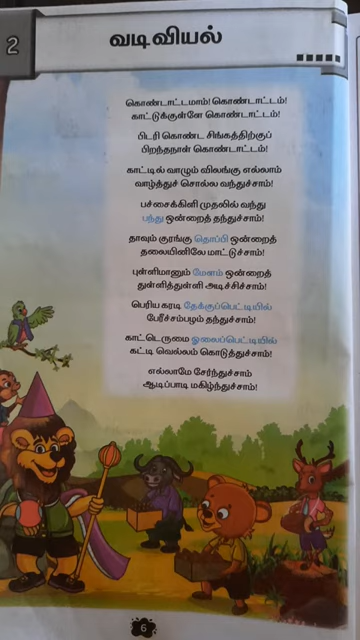 2
வடிவியல்
கொண்டாட்டமாம்! கொண்டாட்டம்!
காட்டுக்குள்ளே கொண்டாட்டம்!
பிடரி கொண்ட சிங்கத்திற்குப்
பிறந்தநாள் கொண்டாட்டம்!
காட்டில் வாழும் விலங்கு எல்லாம்
வாழ்த்துச் சொல்ல வந்துச்சாம்!
பச்சைக்கிளி முதலில் வந்து
பந்து ஒன்றைத் தந்துச்சாம்!
தாவும் குரங்கு தொப்பி ஒன்றைத்
தலையினிலே மாட்டுச்சாம்!
புள்ளிமானும் மேளம் ஒன்றைத்
துள்ளித்துள்ளி அடிச்சிச்சாம்!
பெரிய கரடி தேக்குப்பெட்டியில்
பேரீச்சம்பழம் தந்துச்சாம்!
காட்டெருமை ஓலைப்பெட்டியில்
கட்டி வெல்லம் கொடுத்துச்சாம்!
எல்லாமே சேர்ந்துச்சாம்
ஆடிப்பாடி மகிழ்ந்துச்சாம்!
6